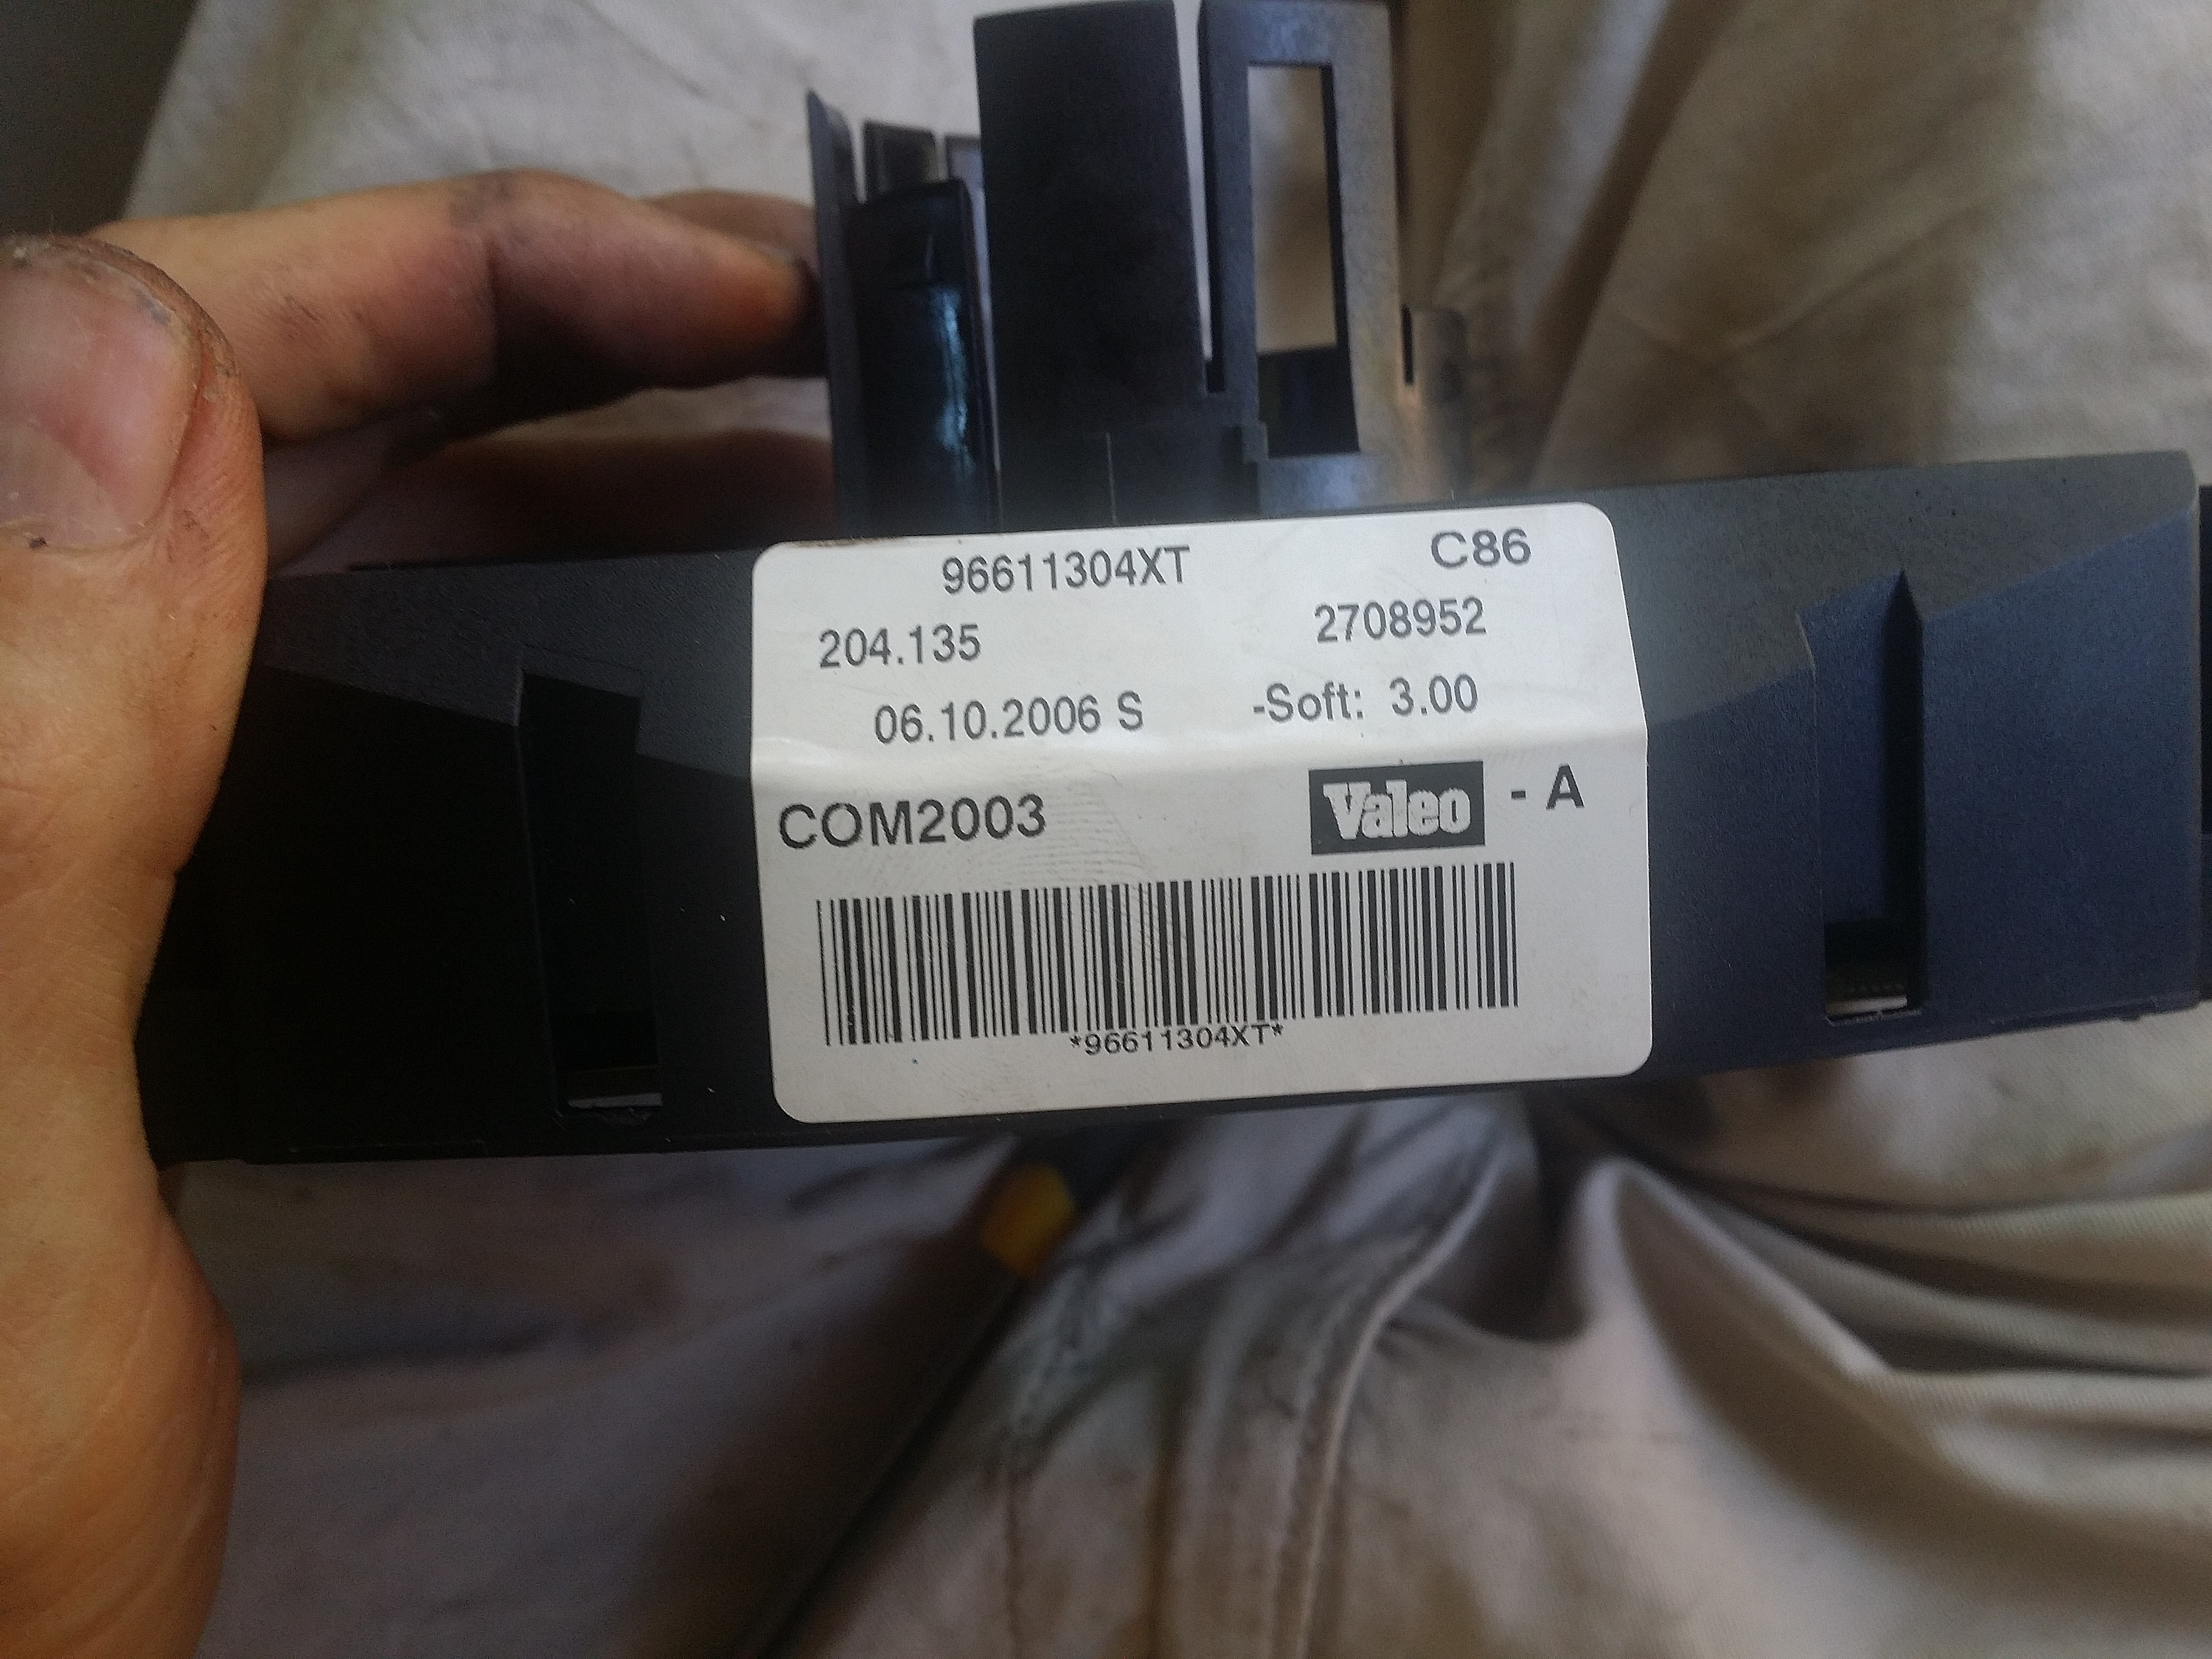 96611304XT C86
204.135 2708952
06.10.2006 S -Soft: 3.00
COM2003 Valeo - A
*96611304XT*